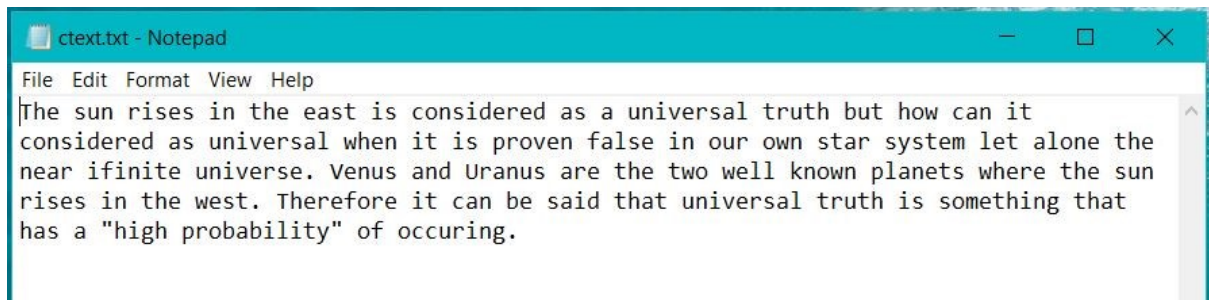 ctext.txt - Notepad
File Edit Format View Help
The sun rises in the east is considered as a universal truth but how can it
considered as universal when it is proven false in our own star system let alone the
near ifinite universe. Venus and Uranus are the two well known planets where the sun
rises in the west. Therefore it can be said that universal truth is something that
has a "high probability" of occuring.